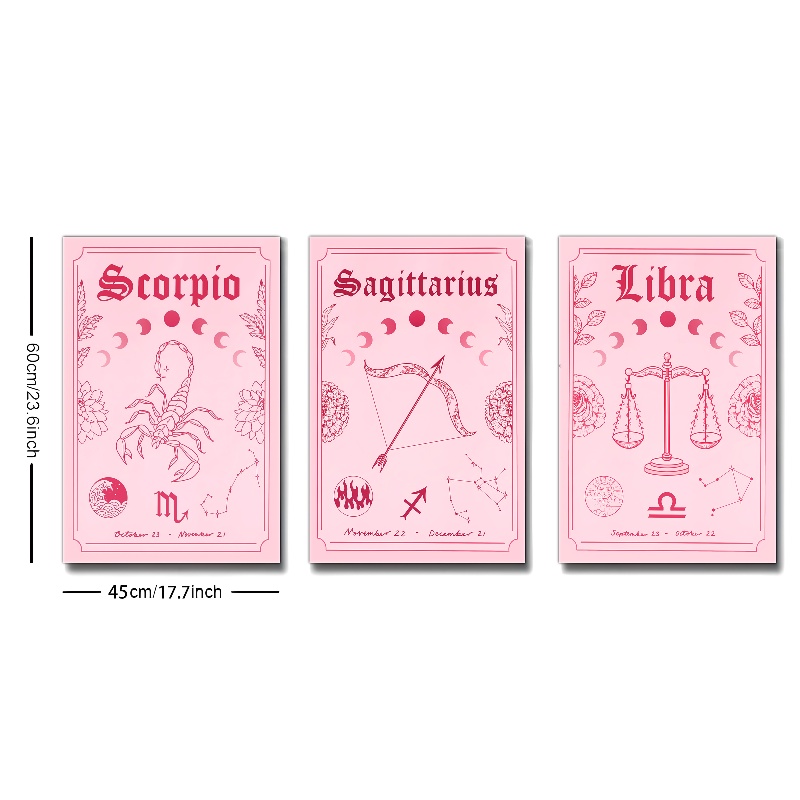 Scorpio
October 23 - November 21
Sagittarius
November 22 - December 21
Libra
September 23 - October 22
60cm/23.6inch
45cm/17.7inch